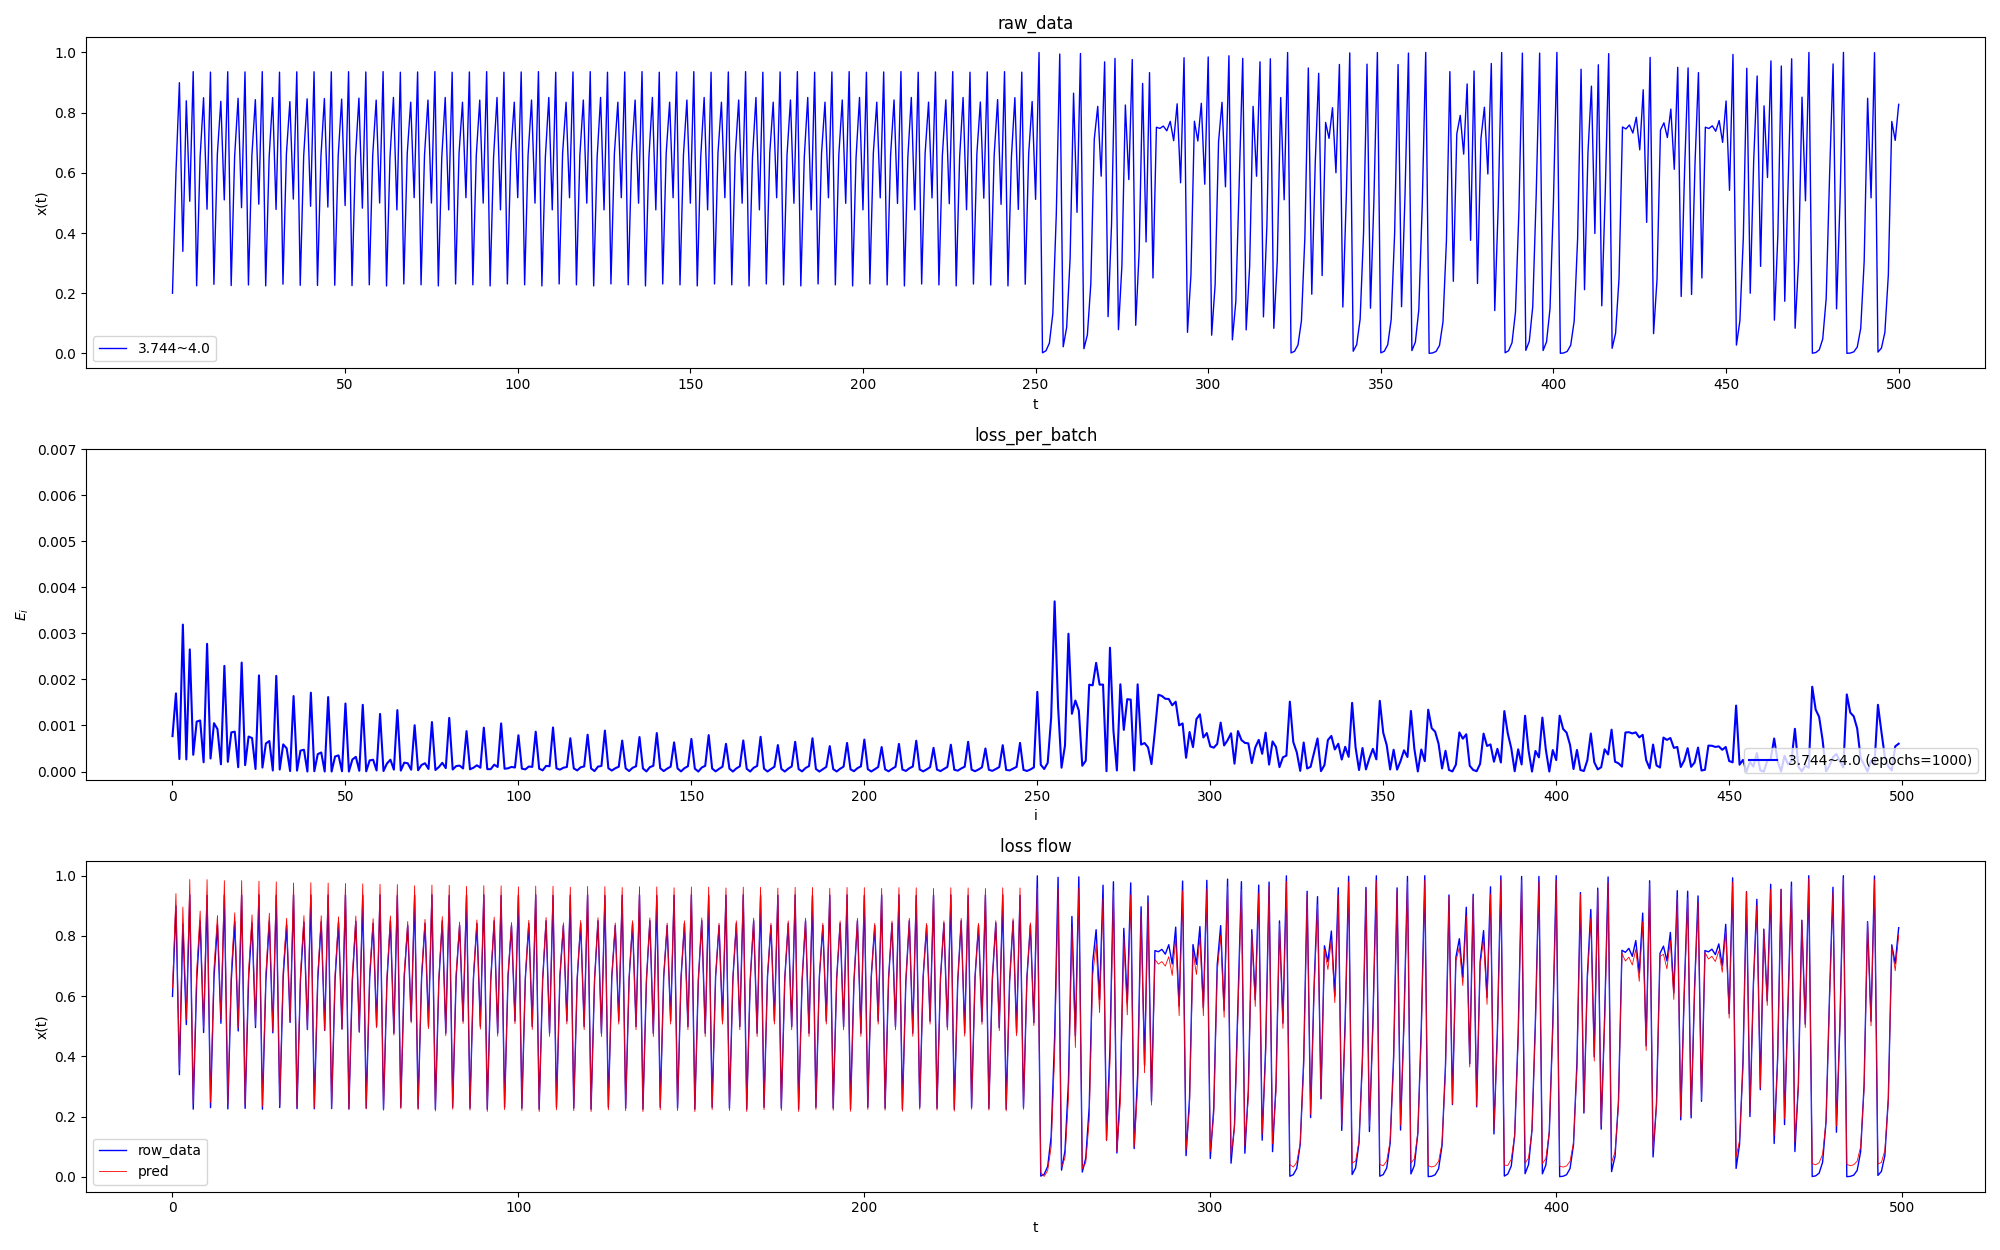 raw_data
1.0
0.8
0.6
0.4
0.2
0.0
x(t)
3.744~4.0
50 100 150 200 250 300 350 400 450 500
t
loss_per_batch
0.007
0.006
0.005
0.004
0.003
0.002
0.001
0.000
E_i
3.744~4.0 (epochs=1000)
0 50 100 150 200 250 300 350 400 450 500
i
loss flow
1.0
0.8
0.6
0.4
0.2
0.0
x(t)
row_data
pred
0 100 200 300 400 500
t